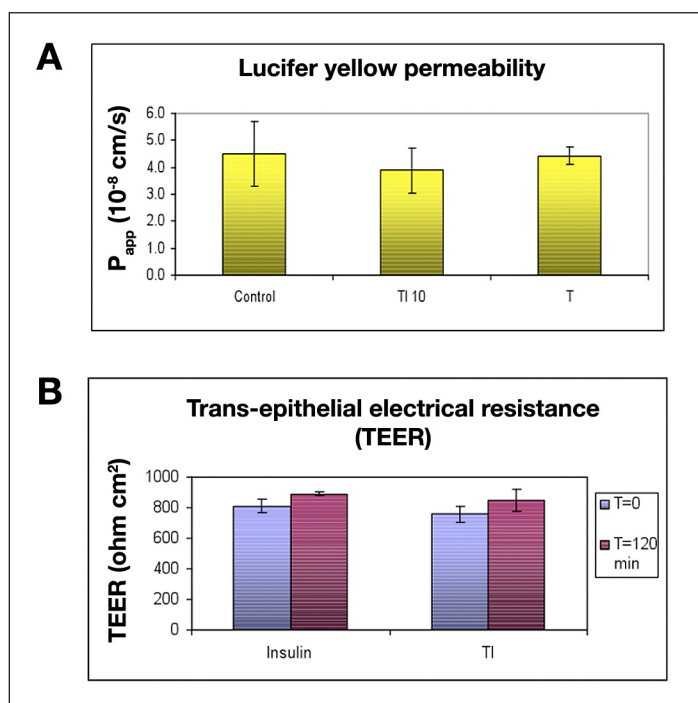 A
Lucifer yellow permeability
P_app (10⁻⁸ cm/s)
6.0
5.0
4.0
3.0
2.0
1.0
0.0
Control
TI 10
T
B
Trans-epithelial electrical resistance
(TEER)
TEER (ohm cm²)
1000
800
600
400
200
0
Insulin
TI
T=0
T=120
min